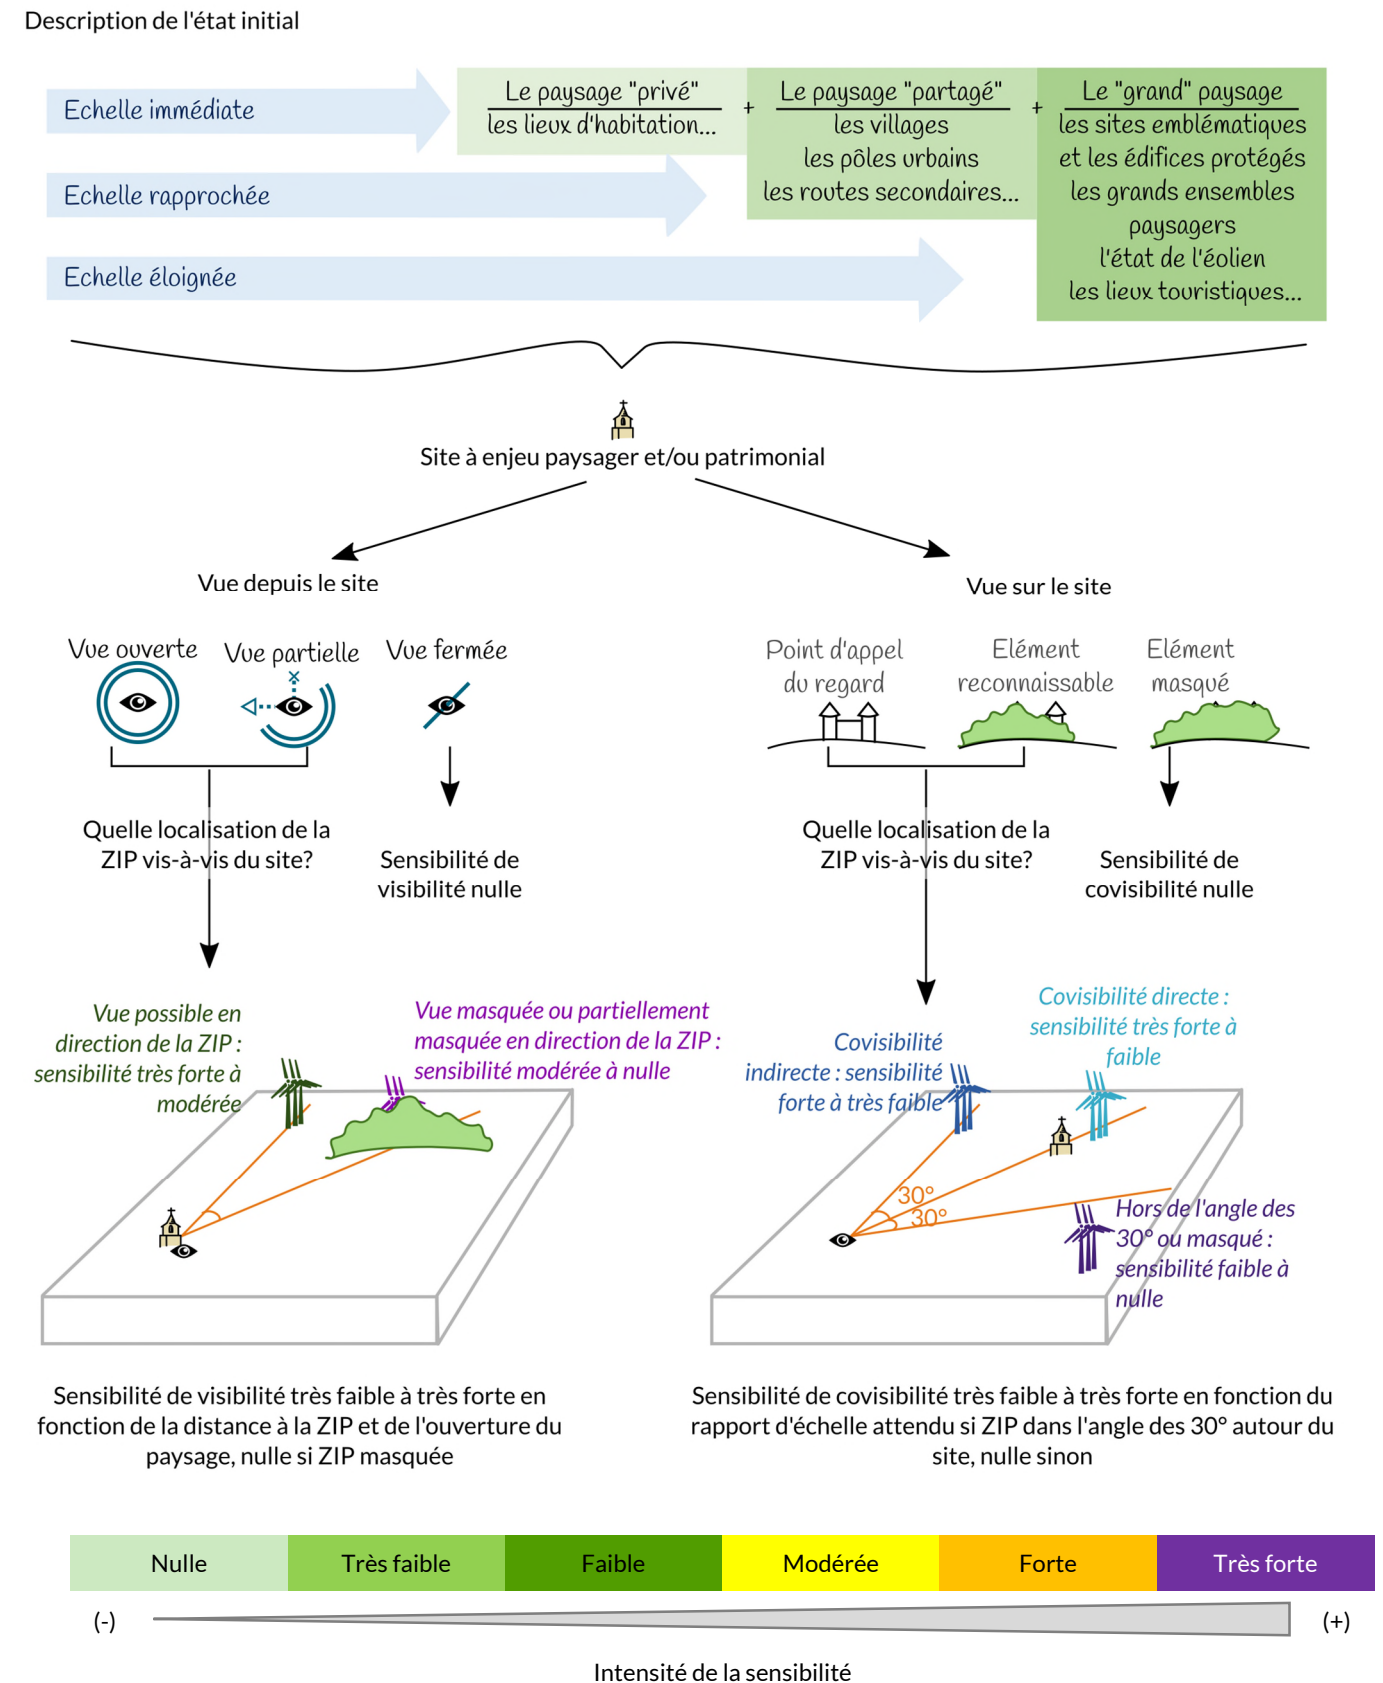 Description de l'état initial
Echelle immédiate
Echelle rapprochée
Echelle éloignée
Le paysage "privé"
les lieux d'habitation...
+
Le paysage "partagé"
les villages
les pôles urbains
les routes secondaires...
+
Le "grand" paysage
les sites emblématiques
et les édifices protégés
les grands ensembles
paysagers
l'état de l'éolien
les lieux touristiques...
Site à enjeu paysager et/ou patrimonial
Vue depuis le site
Vue ouverte
Vue partielle
Vue fermée
Quelle localisation de la
ZIP vis-à-vis du site?
Sensibilité de
visibilité nulle
Vue possible en
direction de la ZIP :
sensibilité très forte à
modérée
Vue masquée ou partiellement
masquée en direction de la ZIP :
sensibilité modérée à nulle
Sensibilité de visibilité très faible à très forte en
fonction de la distance à la ZIP et de l'ouverture du
paysage, nulle si ZIP masquée
Vue sur le site
Point d'appel
du regard
Elément
reconnaissable
Elément
masqué
Quelle localisation de la
ZIP vis-à-vis du site?
Sensibilité de
covisibilité nulle
Covisibilité
indirecte : sensibilité
forte à très faible
Covisibilité directe :
sensibilité très forte à
faible
30°
30°
Hors de l'angle des
30° ou masqué :
sensibilité faible à
nulle
Sensibilité de covisibilité très faible à très forte en fonction du
rapport d'échelle attendu si ZIP dans l'angle des 30° autour du
site, nulle sinon
Nulle
Très faible
Faible
Modérée
Forte
Très forte
(-)
(+)
Intensité de la sensibilité